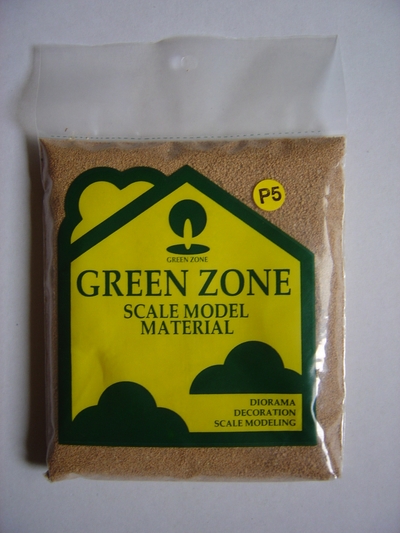 P5
GREEN ZONE
GREEN ZONE
SCALE MODEL
MATERIAL
DIORAMA
DECORATION
SCALE MODELING